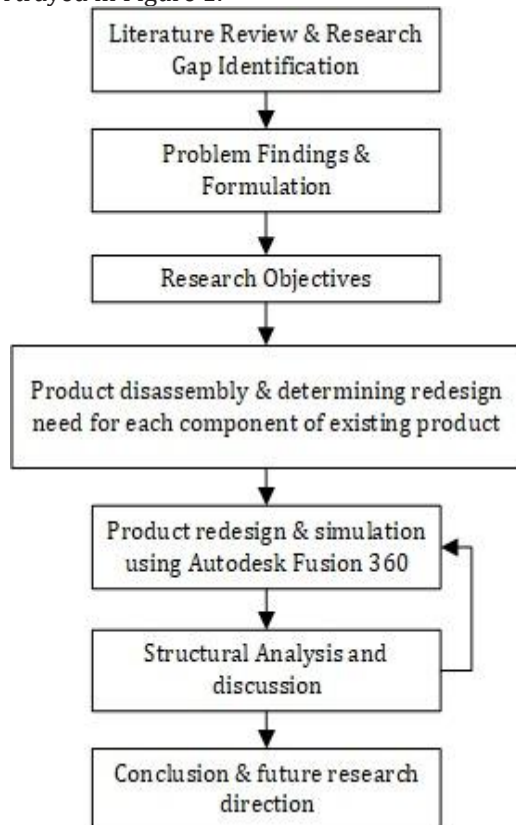 Literature Review & Research
Gap Identification
Problem Findings &
Formulation
Research Objectives
Product disassembly & determining redesign
need for each component of existing product
Product redesign & simulation
using Autodesk Fusion 360
Structural Analysis and
discussion
Conclusion & future research
direction